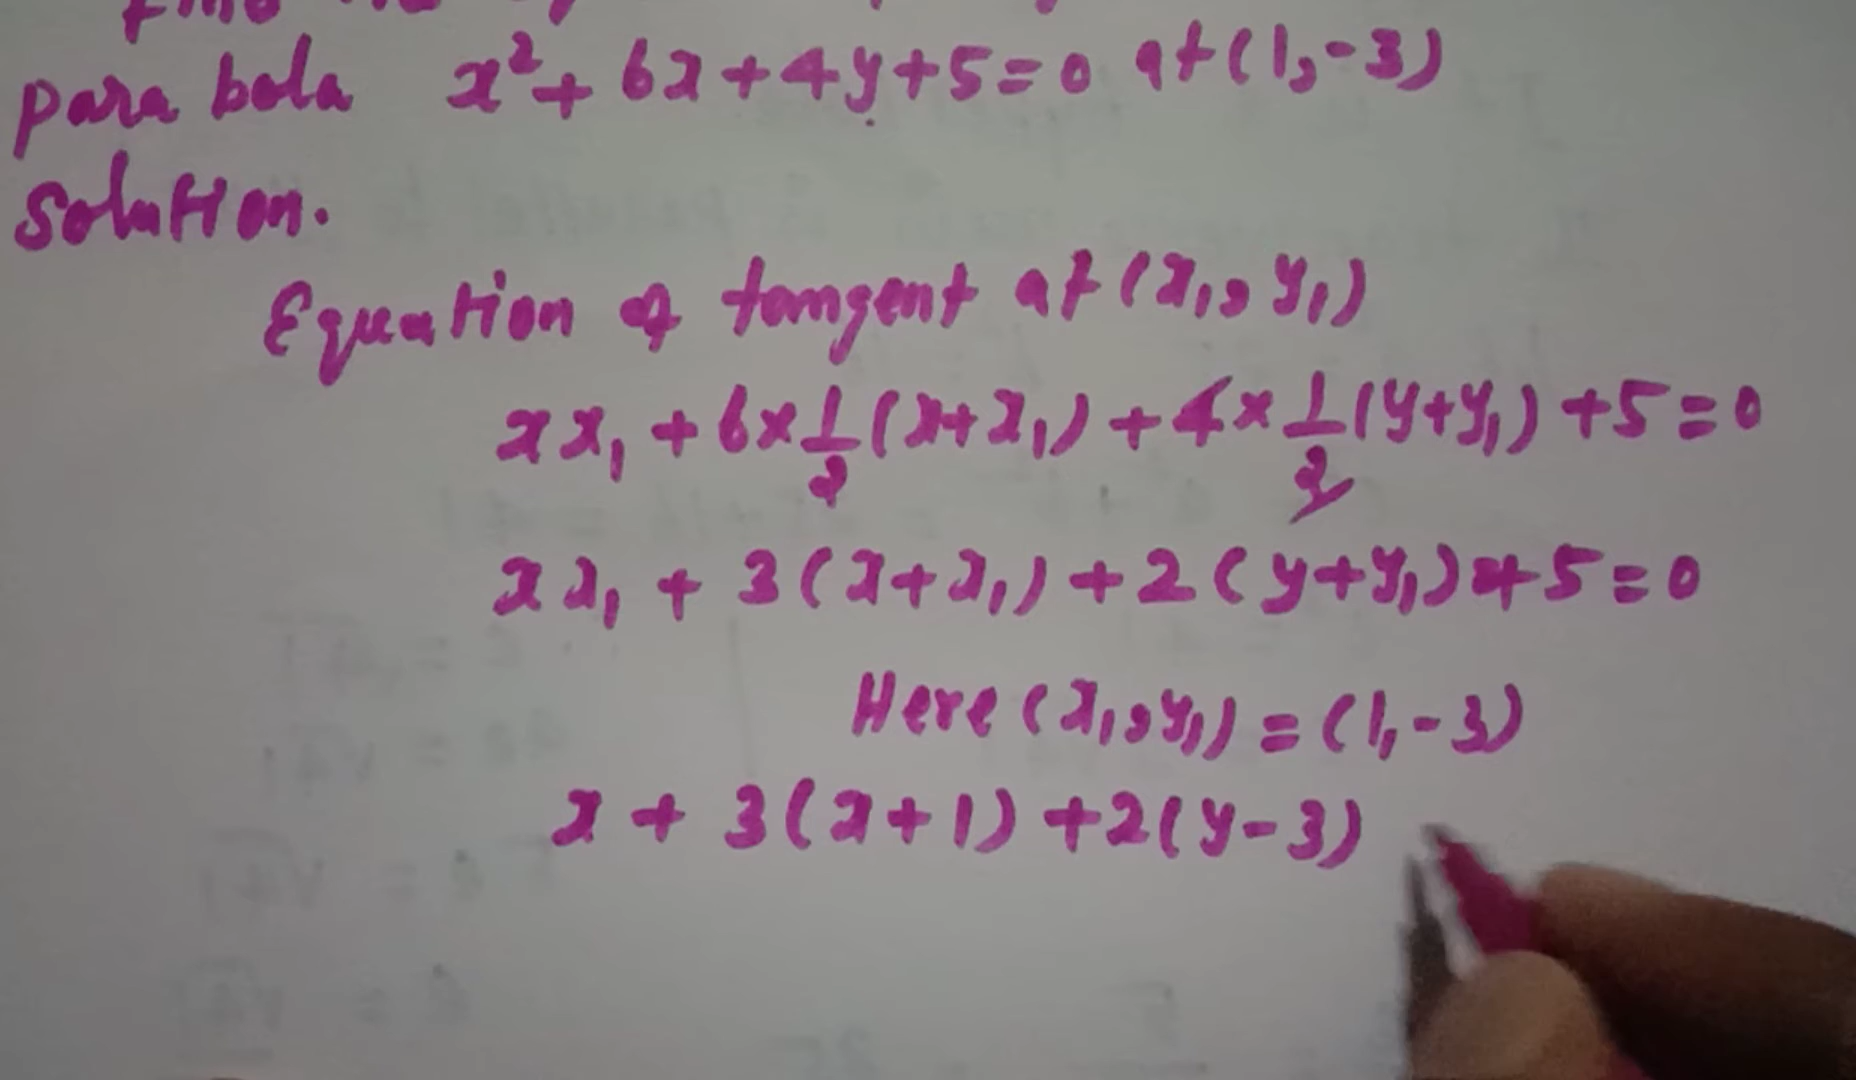 para bola x²+ 6x+4y+5=0 at(1,-3)
Solution.
Equation of tangent at (x₁, y₁)
xx₁ + 6×1/2(x+x₁) + 4×1/2(y+y₁) +5=0
xx₁ + 3(x+x₁) +2(y+y₁)+5=0
Here (x₁,y₁) = (1,-3)
x + 3(x+1) +2(y-3)